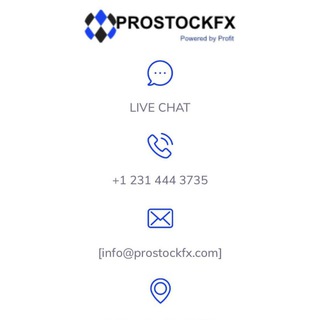 PROSTOCKFX
Powered by Profit
LIVE CHAT
+1 231 444 3735
[info@prostockfx.com]